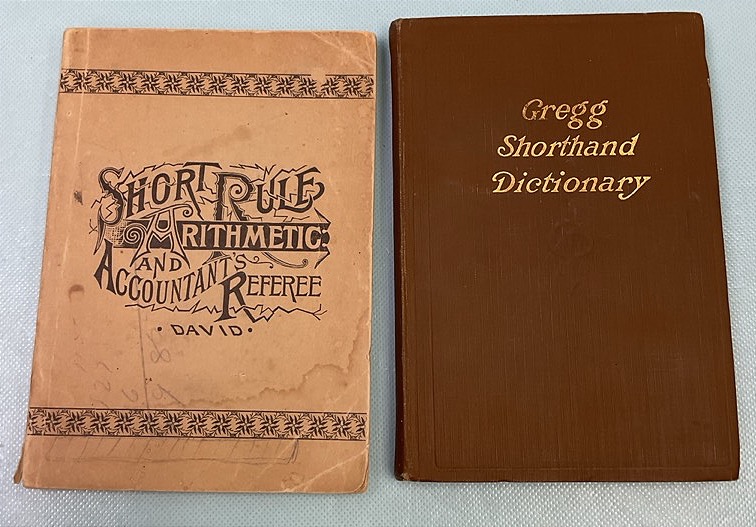 SHORT RULE
ARITHMETIC
AND
ACCOUNTANT'S
REFEREE
• DAVID •
Gregg
Shorthand
Dictionary